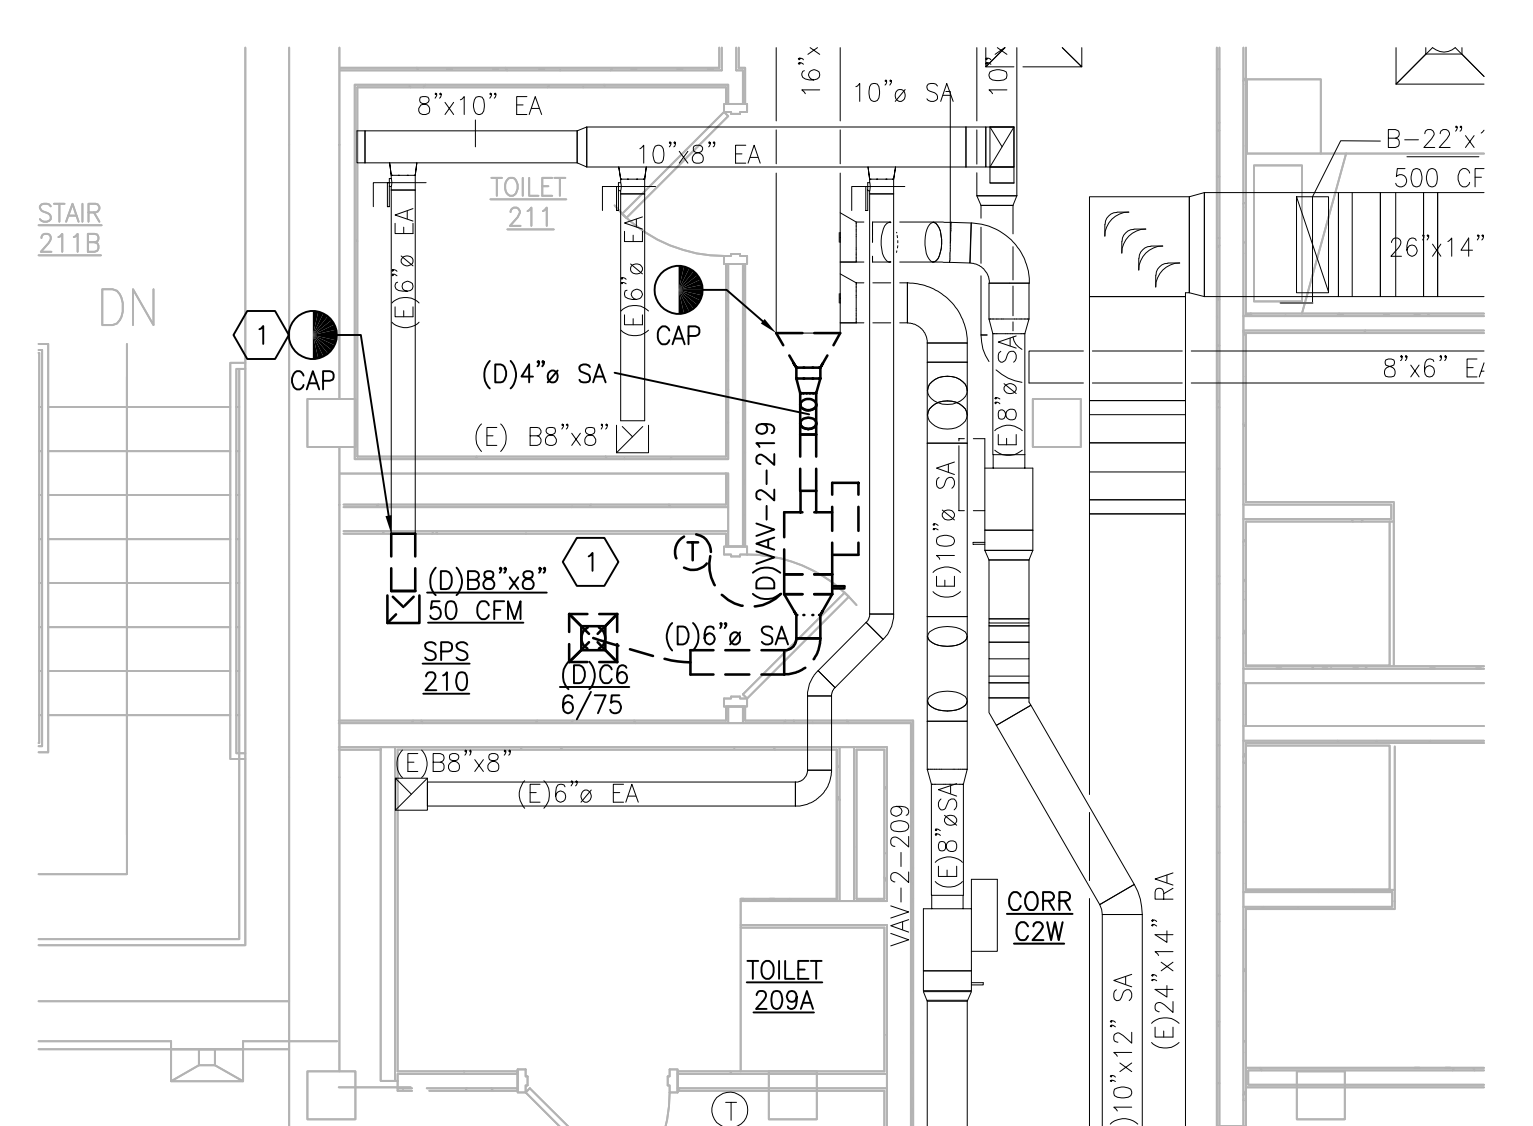 16"x
10"ø SA
10"x
8"x10" EA
10"x8" EA
B-22"x1
500 CF
TOILET
211
STAIR
211B
(E)6"ø EA
(E)6"ø EA
26"x14"
DN
1
CAP
CAP
(D)4"ø SA
(E)8"ø/SA
8"x6" EA
(E) B8"x8"
(D)VAV-2-219
(E)10"ø SA
T
1
(D)B8"x8"
50 CFM
(D)6"ø SA
SPS
210
(D)C6
6/75
(E)B8"x8"
(E)6"ø EA
(E)8"øSA
VAV-2-209
CORR
C2W
(E)24"x14" RA
TOILET
209A
)10"x12" SA
T